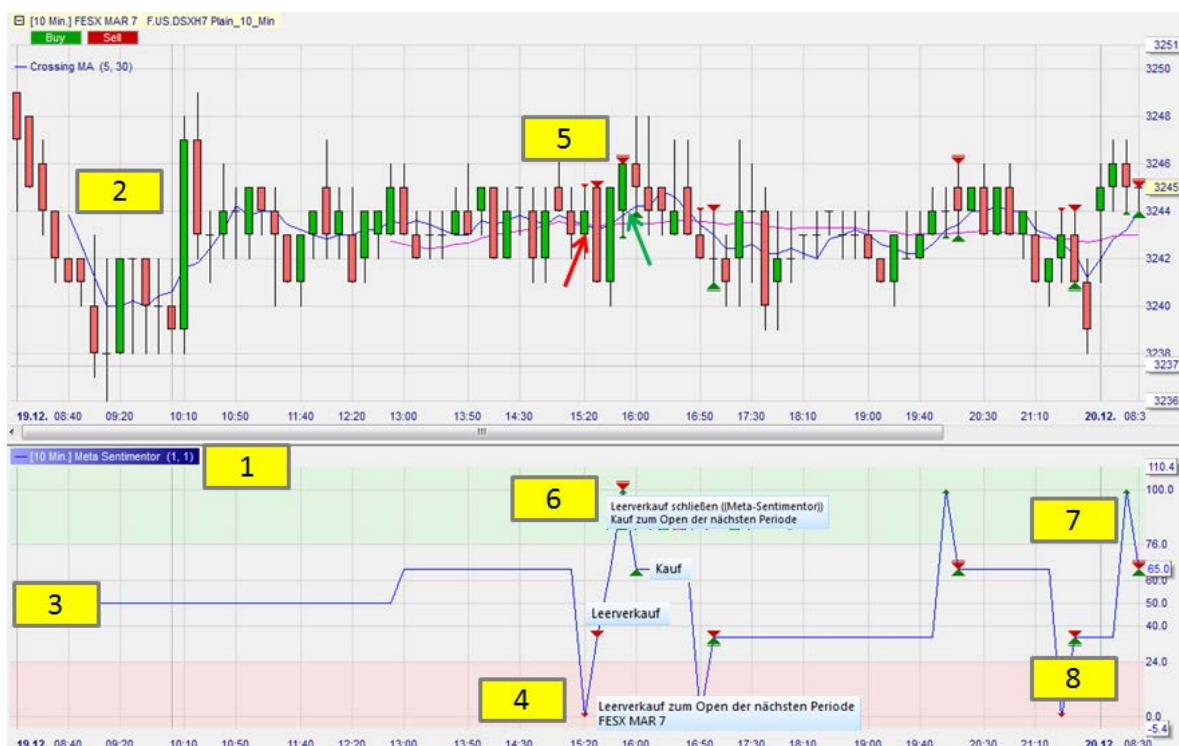 [10 Min.] FESX MAR 7 F.US.DSXH7 Plain_10_Min
Buy Sell
Crossing MA (5, 30)
3251
3250
3248
3246
3245
3244
3242
3240
3238
3237
3236
2
5
19.12. 08:40 09:20 10:10 10:50 11:40 12:20 13:00 13:50 14:30 15:20 16:00 16:50 17:30 18:10 19:00 19:40 20:30 21:10 20.12. 08:3
[10 Min.] Meta Sentimentor (1, 1)
1
110.4
100.0
76.0
65.0
60.0
50.0
40.0
24.0
0.0
-5.4
6
Leerverkauf schließen ((Meta-Sentimentor))
Kauf zum Open der nächsten Periode
7
Kauf
3
Leerverkauf
8
4
Leerverkauf zum Open der nächsten Periode
FESX MAR 7
19.12. 08:40 09:20 10:10 10:50 11:40 12:20 13:00 13:50 14:30 15:20 16:00 16:50 17:30 18:10 19:00 19:40 20:30 21:10 20.12. 08:30